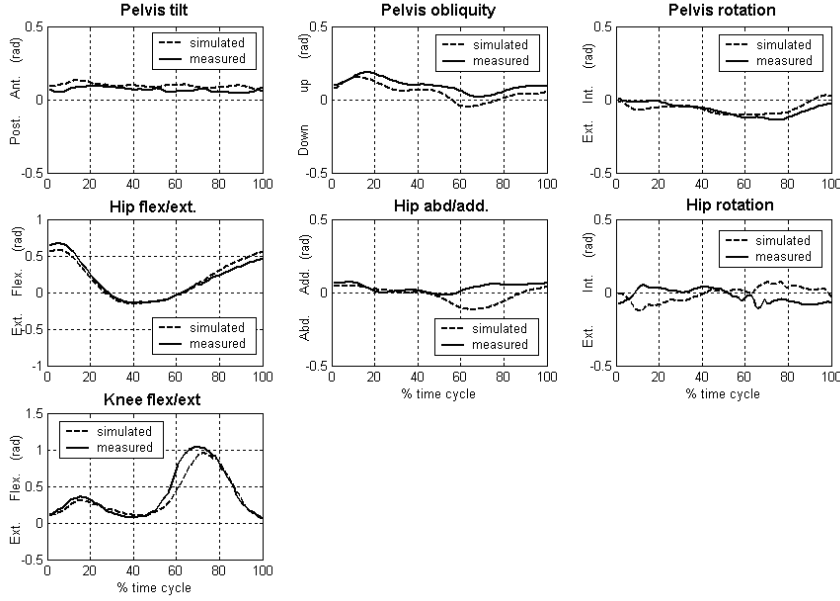 Pelvis tilt
0.5
0
-0.5
Post. Ant. (rad)
simulated
measured
0 20 40 60 80 100
Pelvis obliquity
0.5
0
-0.5
Down up (rad)
simulated
measured
0 20 40 60 80 100
Pelvis rotation
0.5
0
-0.5
Ext. Int. (rad)
simulated
measured
0 20 40 60 80 100
Hip flex/ext.
1
0.5
0
-0.5
-1
Ext. Flex. (rad)
simulated
measured
0 20 40 60 80 100
Hip abd/add.
0.5
0
-0.5
Abd. Add. (rad)
simulated
measured
0 20 40 60 80 100
% time cycle
Hip rotation
0.5
0
-0.5
Ext. Int. (rad)
simulated
measured
0 20 40 60 80 100
% time cycle
Knee flex/ext
1.5
1
0.5
0
-0.5
Ext. Flex. (rad)
simulated
measured
0 20 40 60 80 100
% time cycle